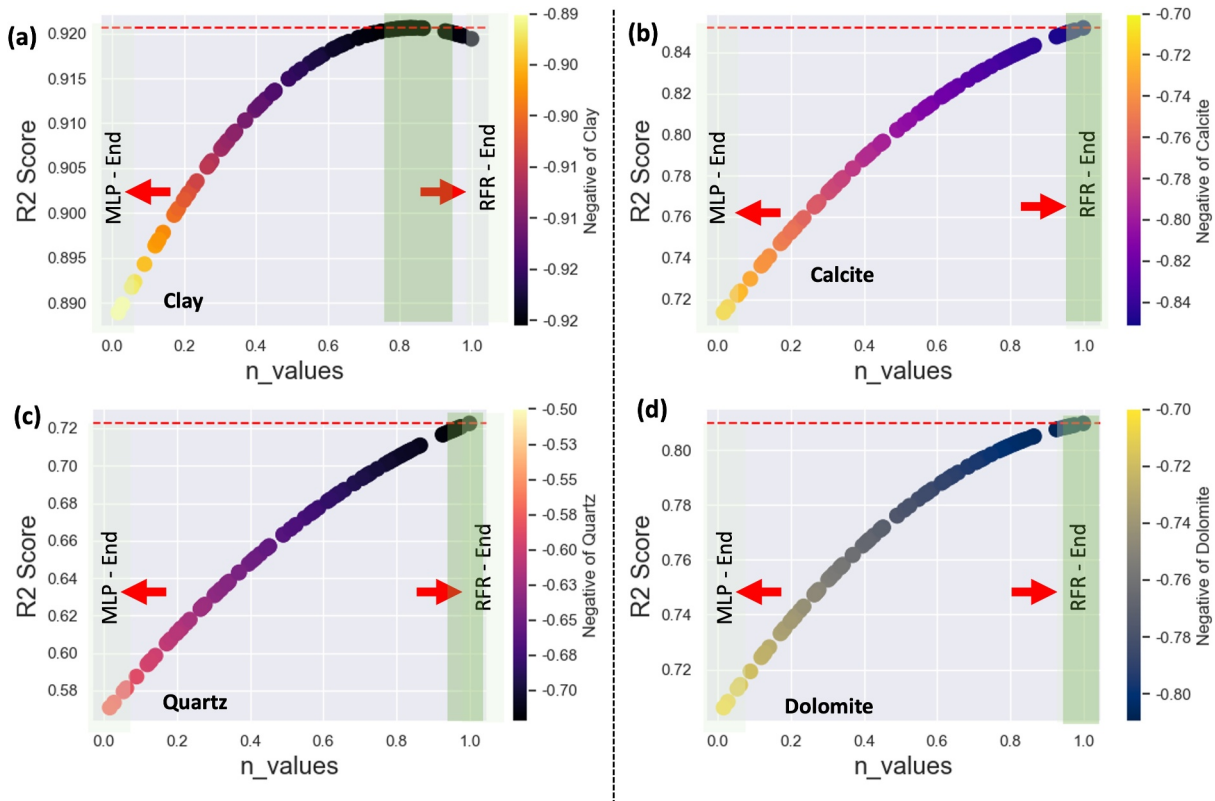 (a)
0.920
0.915
0.910
0.905
0.900
0.895
0.890
R2 Score
MLP - End
RFR - End
Clay
0.0 0.2 0.4 0.6 0.8 1.0
n_values
-0.89
-0.90
-0.90
-0.91
-0.91
-0.92
-0.92
Negative of Clay
(b)
0.84
0.82
0.80
0.78
0.76
0.74
0.72
R2 Score
MLP - End
RFR - End
Calcite
0.0 0.2 0.4 0.6 0.8 1.0
n_values
-0.70
-0.72
-0.74
-0.76
-0.78
-0.80
-0.82
-0.84
Negative of Calcite
(c)
0.72
0.70
0.68
0.66
0.64
0.62
0.60
0.58
R2 Score
MLP - End
RFR - End
Quartz
0.0 0.2 0.4 0.6 0.8 1.0
n_values
-0.50
-0.53
-0.55
-0.58
-0.60
-0.63
-0.65
-0.68
-0.70
Negative of Quartz
(d)
0.80
0.78
0.76
0.74
0.72
R2 Score
MLP - End
RFR - End
Dolomite
0.0 0.2 0.4 0.6 0.8 1.0
n_values
-0.70
-0.72
-0.74
-0.76
-0.78
-0.80
Negative of Dolomite